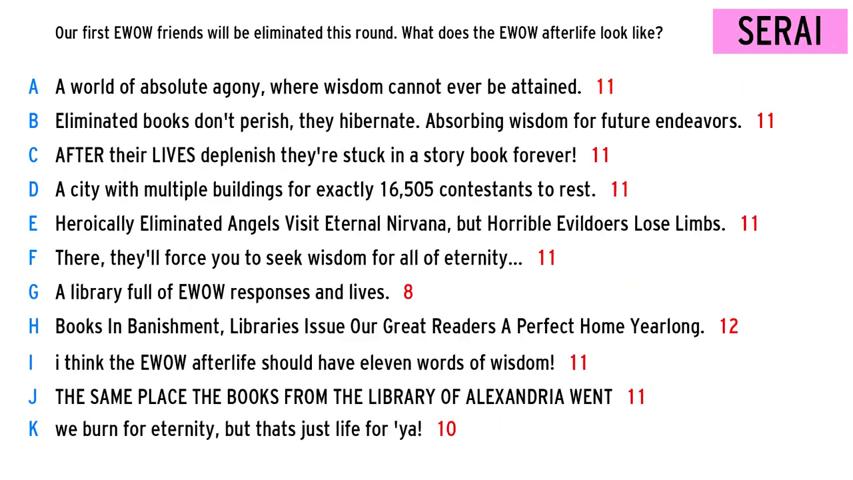 Our first EWOW friends will be eliminated this round. What does the EWOW afterlife look like?
SERAI
A A world of absolute agony, where wisdom cannot ever be attained. 11
B Eliminated books don't perish, they hibernate. Absorbing wisdom for future endeavors. 11
C AFTER their LIVES deplenish they're stuck in a story book forever! 11
D A city with multiple buildings for exactly 16,505 contestants to rest. 11
E Heroically Eliminated Angels Visit Eternal Nirvana, but Horrible Evildoers Lose Limbs. 11
F There, they'll force you to seek wisdom for all of eternity... 11
G A library full of EWOW responses and lives. 8
H Books In Banishment, Libraries Issue Our Great Readers A Perfect Home Yearlong. 12
I i think the EWOW afterlife should have eleven words of wisdom! 11
J THE SAME PLACE THE BOOKS FROM THE LIBRARY OF ALEXANDRIA WENT 11
K we burn for eternity, but thats just life for 'ya! 10